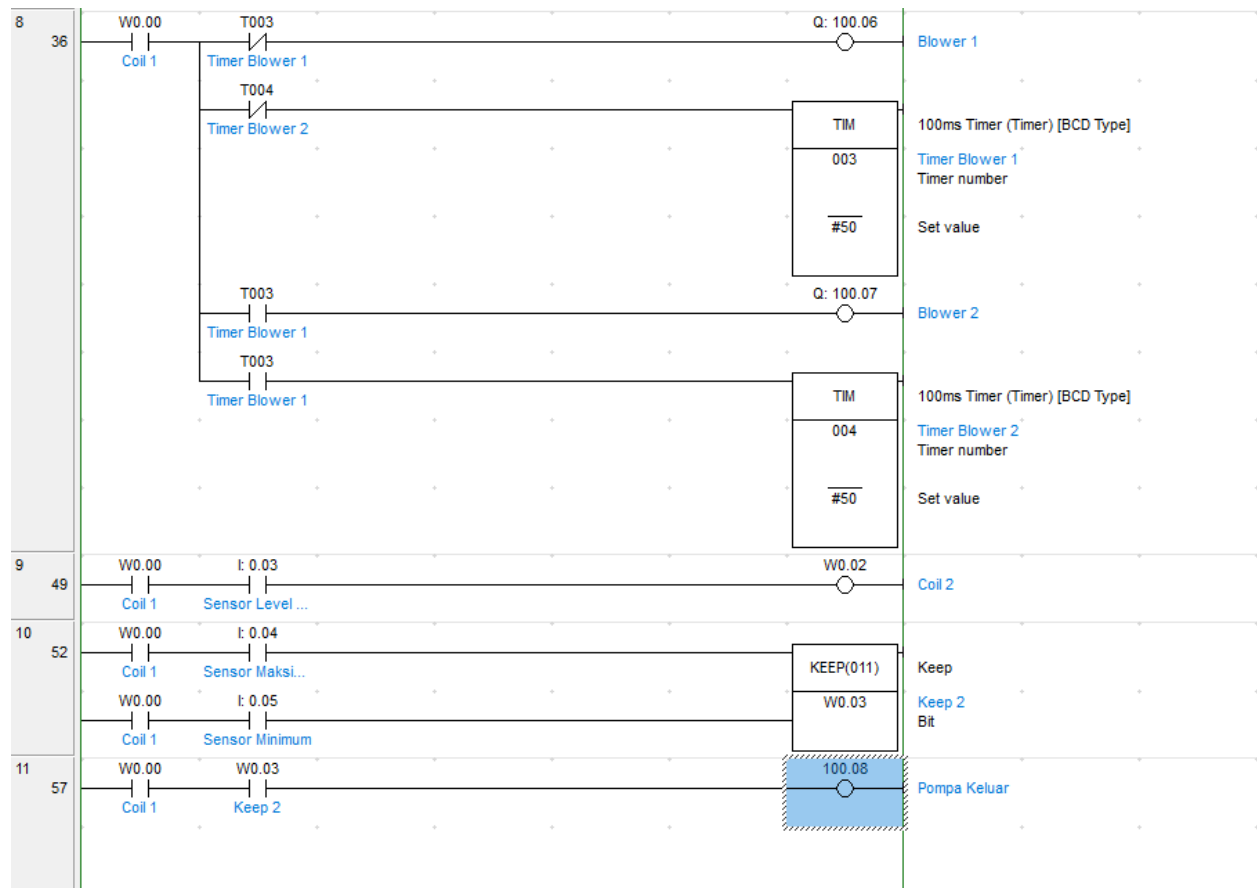 8 W0.00 T003 Q: 100.06
36 Blower 1
Coil 1 Timer Blower 1
T004
Timer Blower 2
TIM 100ms Timer (Timer) [BCD Type]
003 Timer Blower 1
Timer number
#50 Set value
T003 Q: 100.07
Blower 2
Timer Blower 1
T003
Timer Blower 1
TIM 100ms Timer (Timer) [BCD Type]
004 Timer Blower 2
Timer number
#50 Set value
9 W0.00 I: 0.03 W0.02
49 Coil 2
Coil 1 Sensor Level ...
10 W0.00 I: 0.04
52 KEEP(011) Keep
Coil 1 Sensor Maksi...
W0.00 I: 0.05 W0.03 Keep 2
Bit
Coil 1 Sensor Minimum
11 W0.00 W0.03 100.08
57 Pompa Keluar
Coil 1 Keep 2